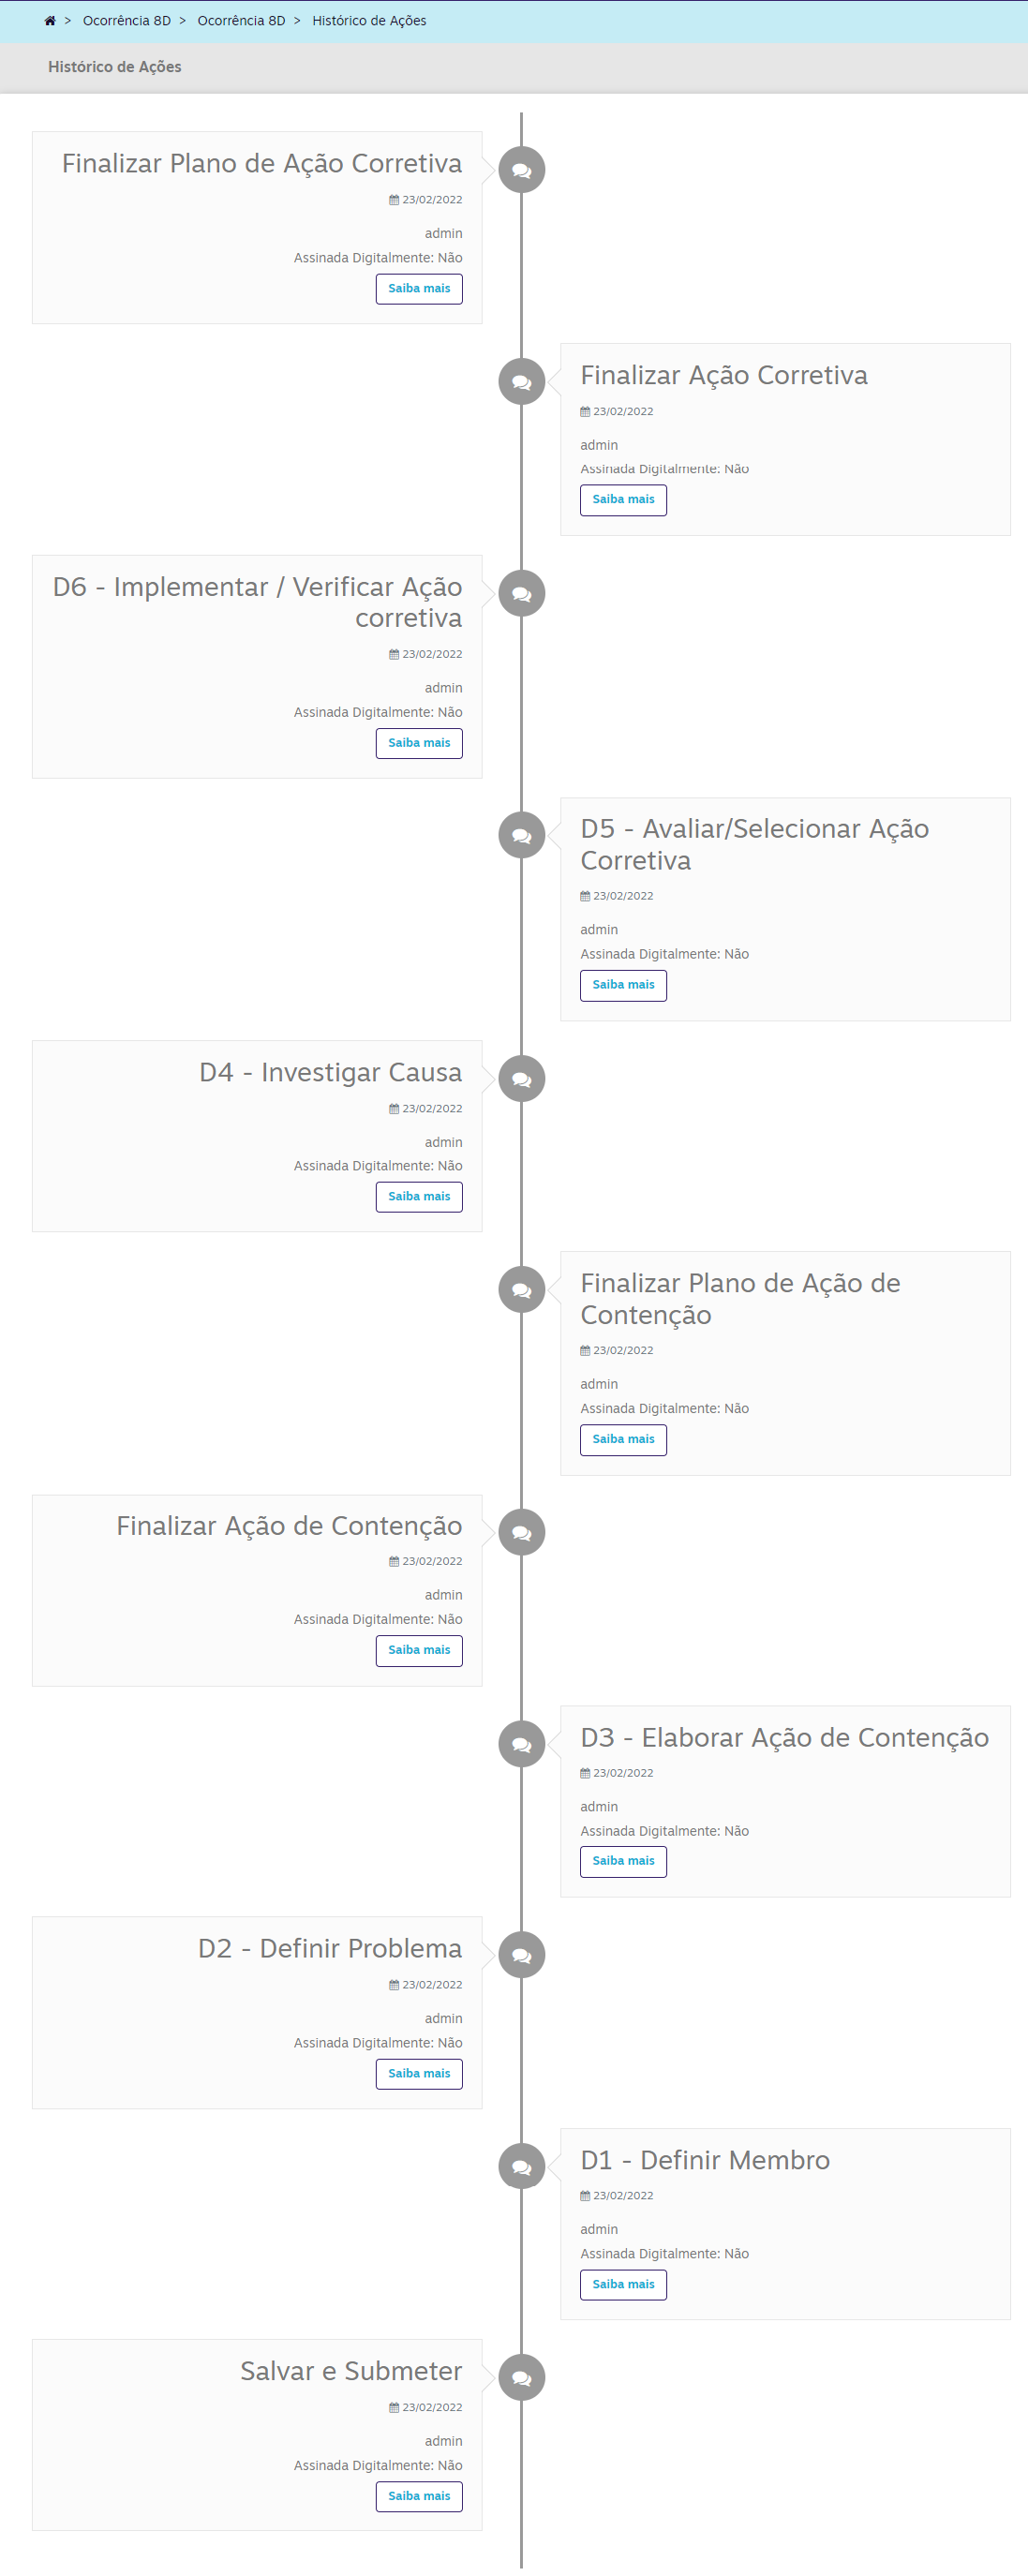 > Ocorrência 8D > Ocorrência 8D > Histórico de Ações
Histórico de Ações
Finalizar Plano de Ação Corretiva
23/02/2022
admin
Assinada Digitalmente: Não
Saiba mais
Finalizar Ação Corretiva
23/02/2022
admin
Assinada Digitalmente: Não
Saiba mais
D6 - Implementar / Verificar Ação
corretiva
23/02/2022
admin
Assinada Digitalmente: Não
Saiba mais
D5 - Avaliar/Selecionar Ação
Corretiva
23/02/2022
admin
Assinada Digitalmente: Não
Saiba mais
D4 - Investigar Causa
23/02/2022
admin
Assinada Digitalmente: Não
Saiba mais
Finalizar Plano de Ação de
Contenção
23/02/2022
admin
Assinada Digitalmente: Não
Saiba mais
Finalizar Ação de Contenção
23/02/2022
admin
Assinada Digitalmente: Não
Saiba mais
D3 - Elaborar Ação de Contenção
23/02/2022
admin
Assinada Digitalmente: Não
Saiba mais
D2 - Definir Problema
23/02/2022
admin
Assinada Digitalmente: Não
Saiba mais
D1 - Definir Membro
23/02/2022
admin
Assinada Digitalmente: Não
Saiba mais
Salvar e Submeter
23/02/2022
admin
Assinada Digitalmente: Não
Saiba mais